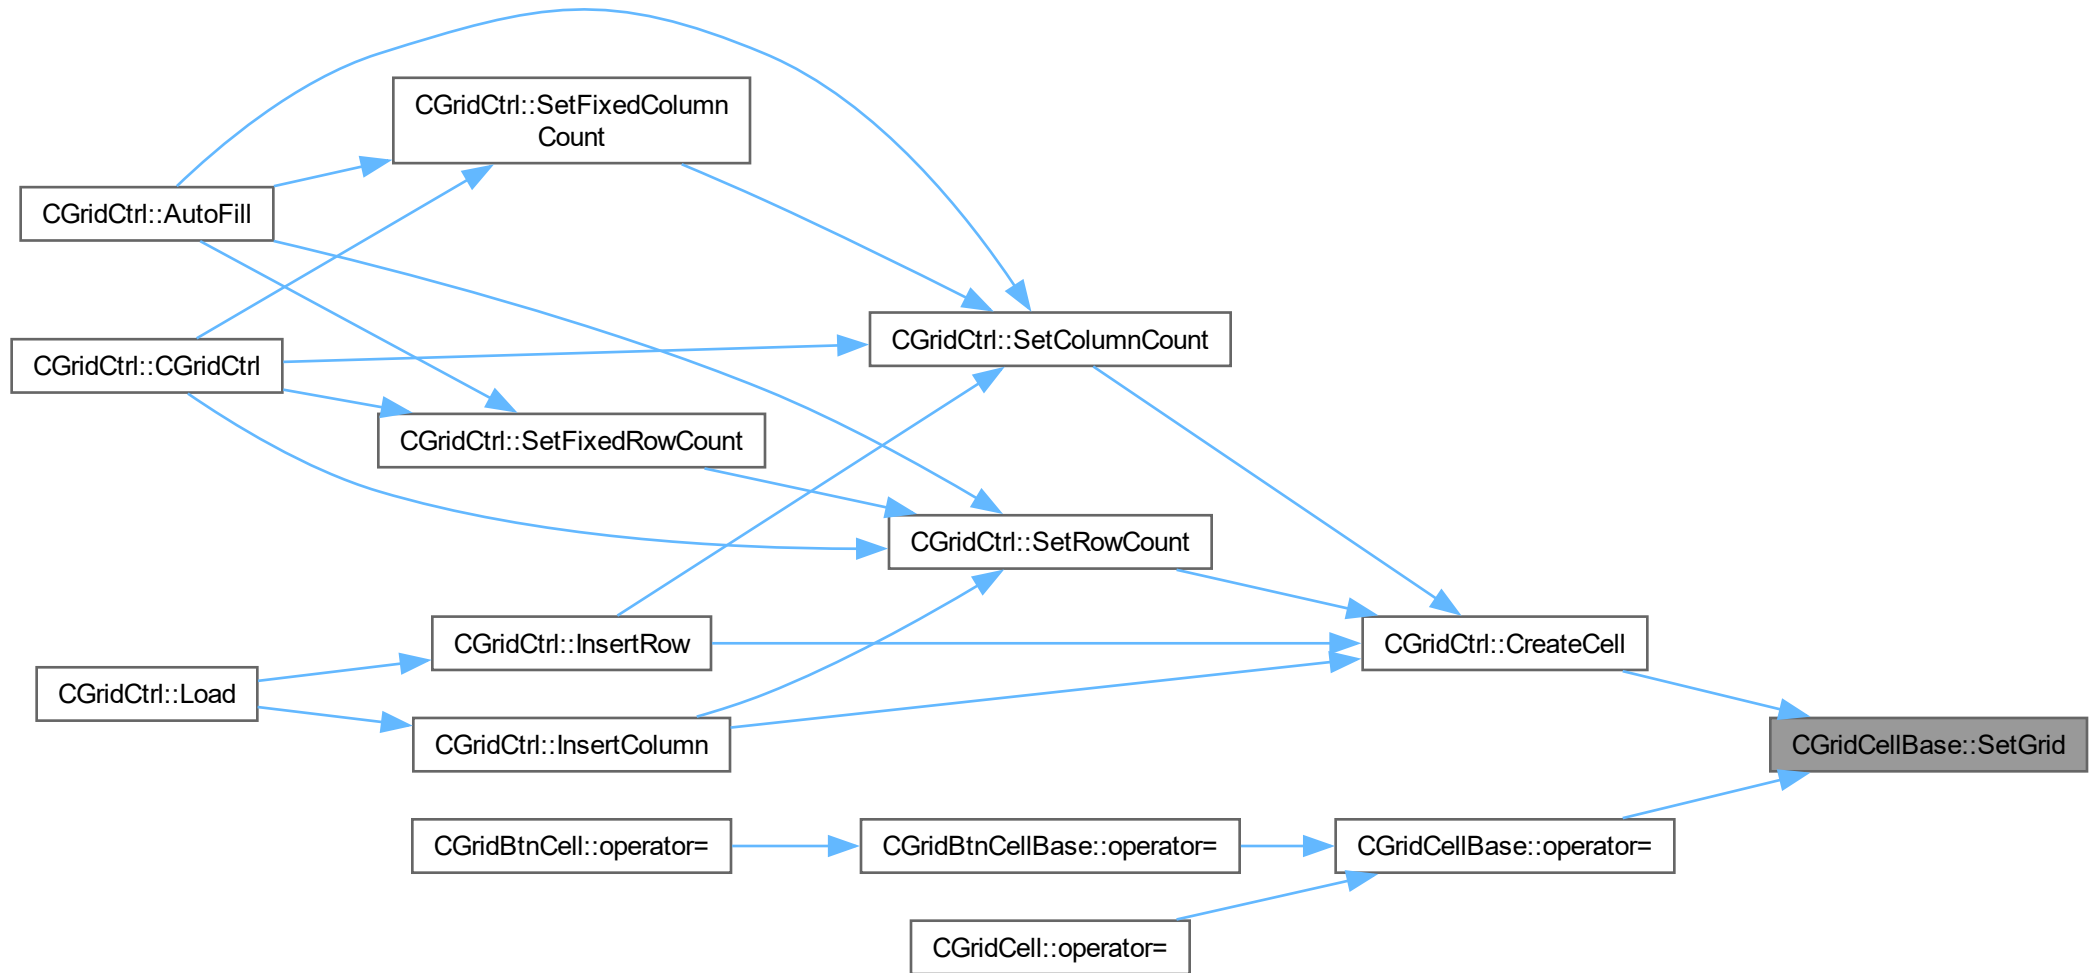 CGridCtrl::SetFixedColumn
Count
CGridCtrl::AutoFill
CGridCtrl::SetColumnCount
CGridCtrl::CGridCtrl
CGridCtrl::SetFixedRowCount
CGridCtrl::SetRowCount
CGridCtrl::InsertRow
CGridCtrl::CreateCell
CGridCtrl::Load
CGridCtrl::InsertColumn
CGridCellBase::SetGrid
CGridBtnCell::operator=
CGridBtnCellBase::operator=
CGridCellBase::operator=
CGridCell::operator=